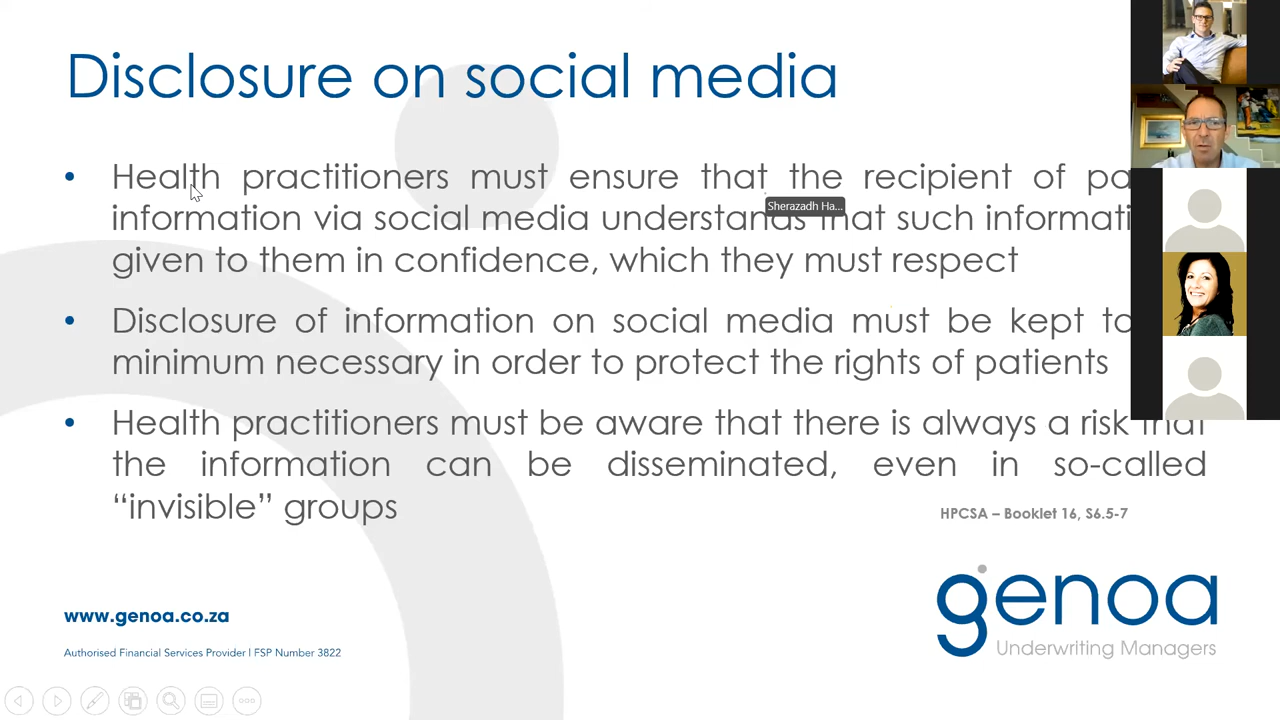 Disclosure on social media
• Health practitioners must ensure that the recipient of pa
information via social media understands that such informati
given to them in confidence, which they must respect
• Disclosure of information on social media must be kept to
minimum necessary in order to protect the rights of patients
• Health practitioners must be aware that there is always a risk that
the information can be disseminated, even in so-called
“invisible” groups
Sherazadh Ha...
HPCSA – Booklet 16, S6.5-7
www.genoa.co.za
Authorised Financial Services Provider | FSP Number 3822
genoa
Underwriting Managers